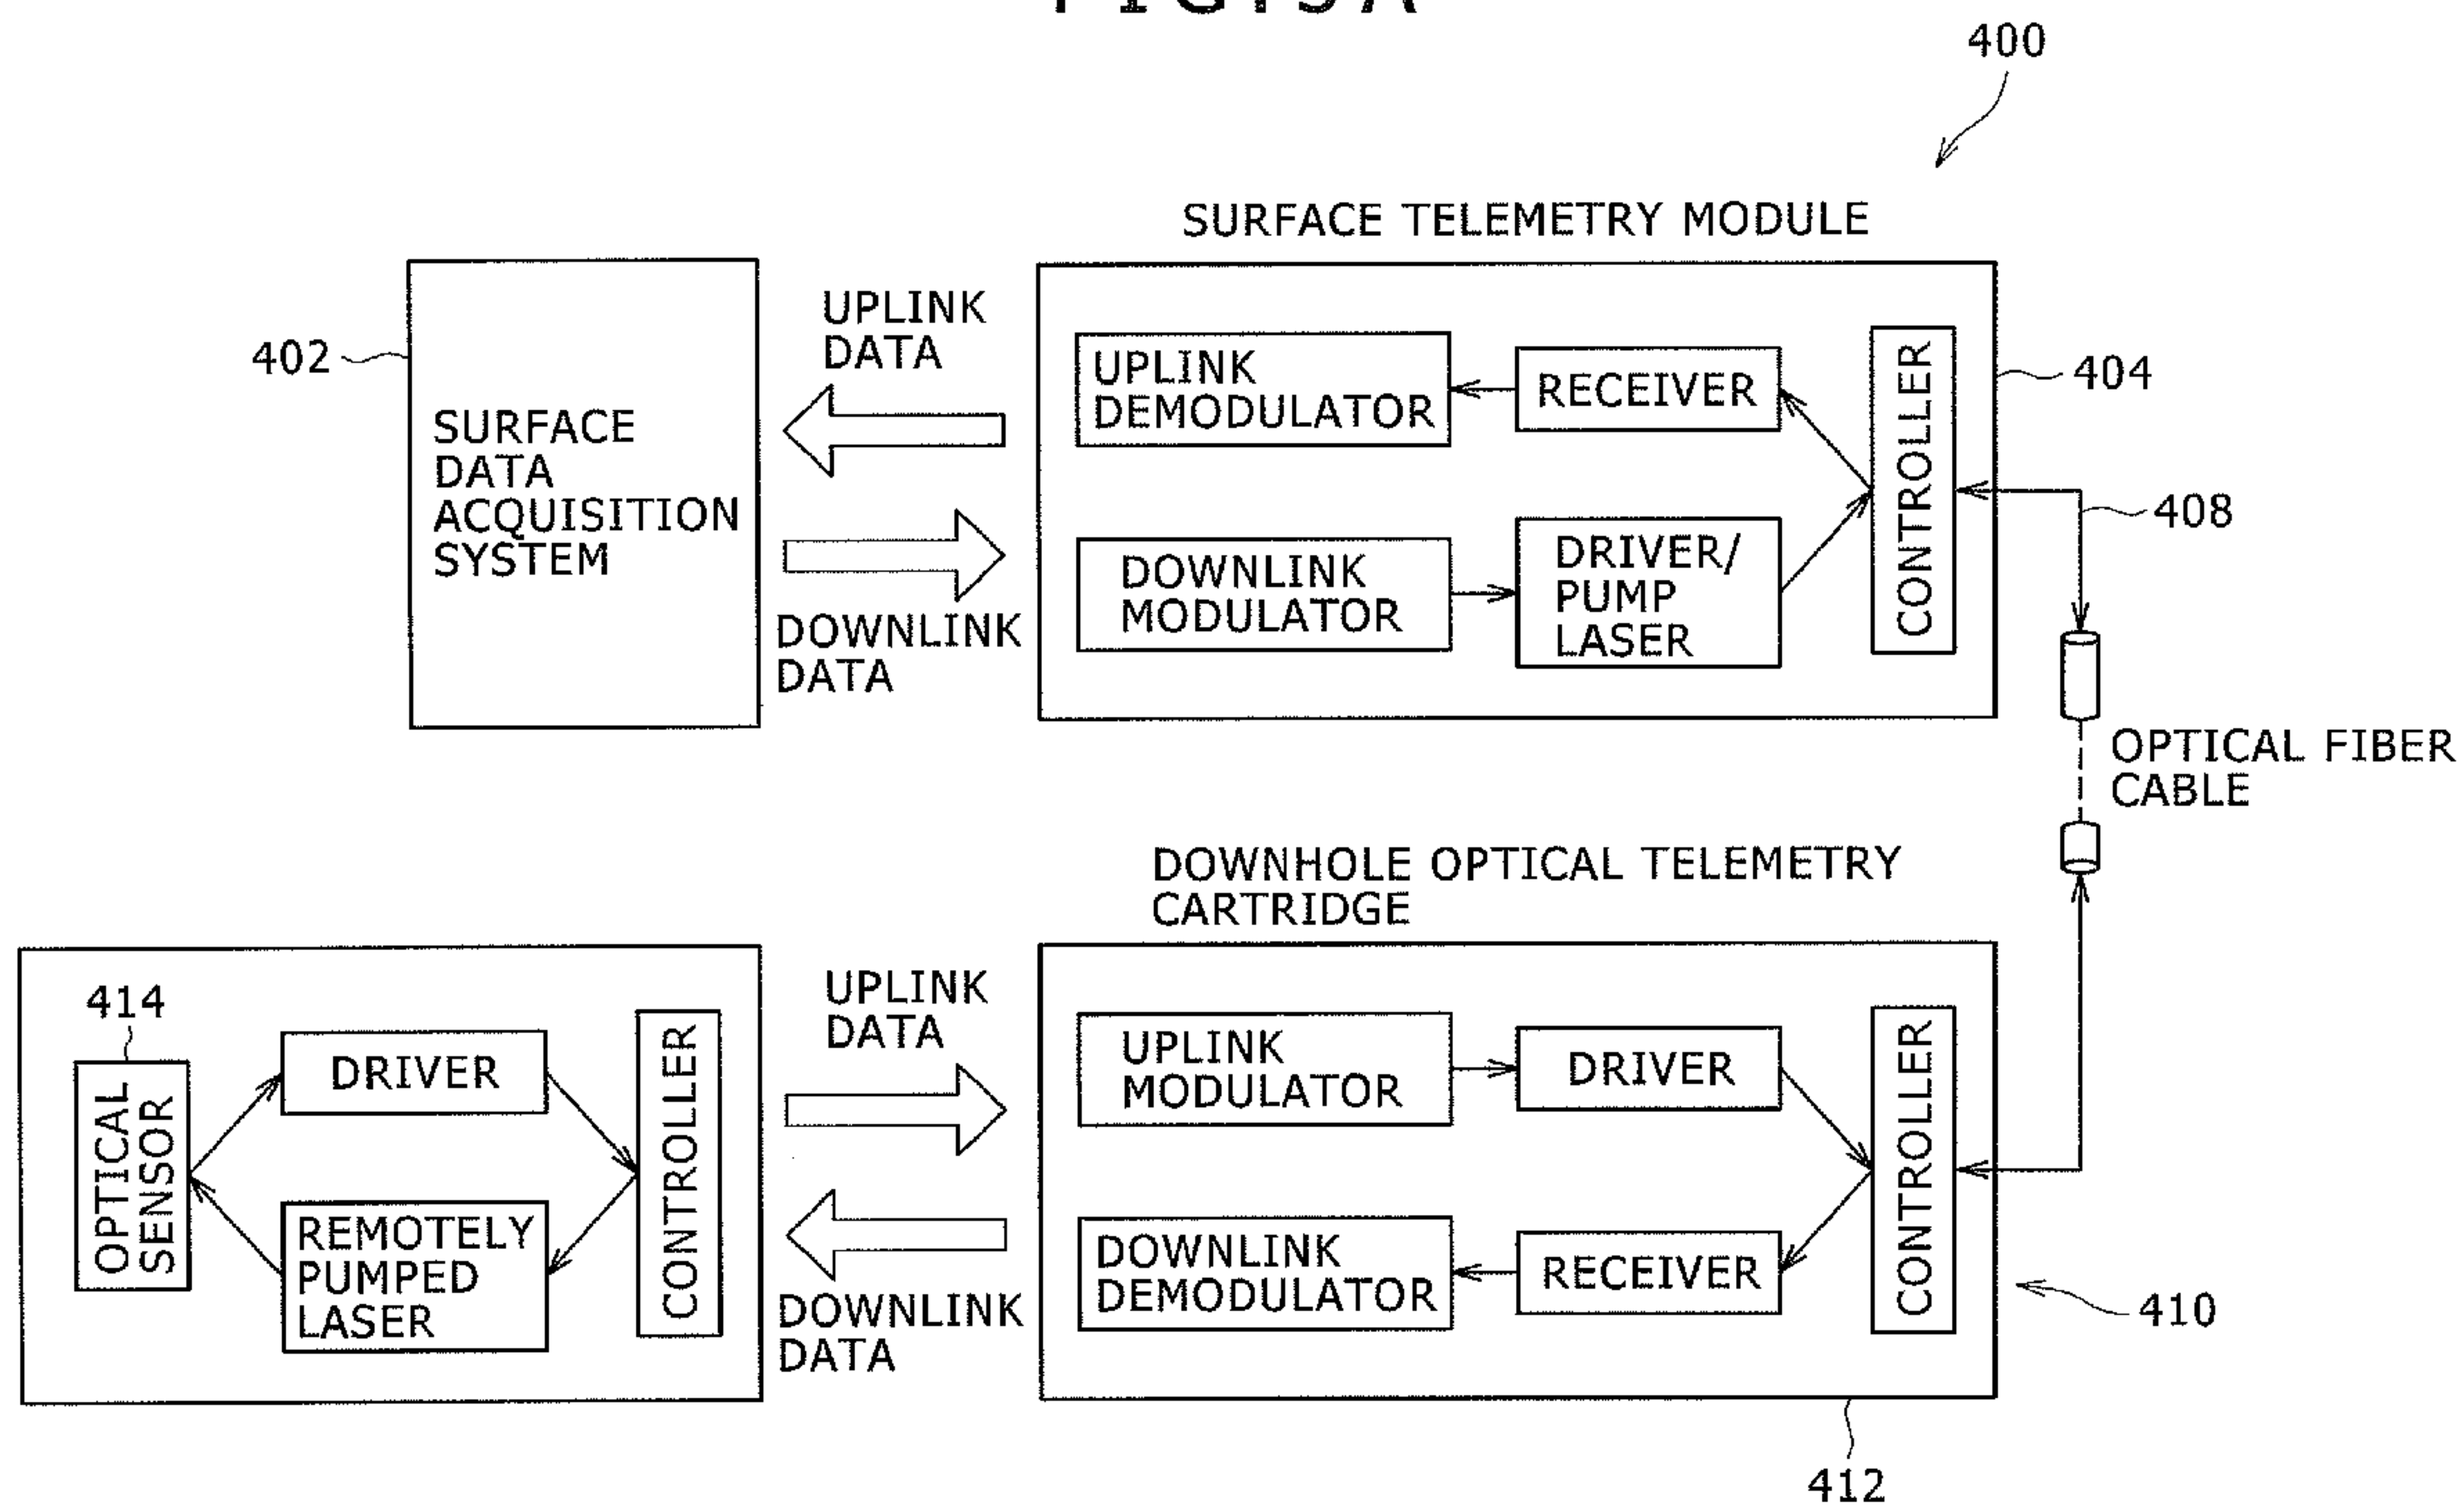 400
SURFACE TELEMETRY MODULE
402
SURFACE
DATA
ACQUISITION
SYSTEM
UPLINK
DATA
DOWNLINK
DATA
UPLINK
DEMODULATOR
RECEIVER
DOWNLINK
MODULATOR
DRIVER/
PUMP
LASER
CONTROLLER
404
408
OPTICAL FIBER
CABLE
DOWNHOLE OPTICAL TELEMETRY
CARTRIDGE
414
OPTICAL
SENSOR
DRIVER
REMOTELY
PUMPED
LASER
CONTROLLER
UPLINK
DATA
DOWNLINK
DATA
UPLINK
MODULATOR
DRIVER
DOWNLINK
DEMODULATOR
RECEIVER
CONTROLLER
410
412